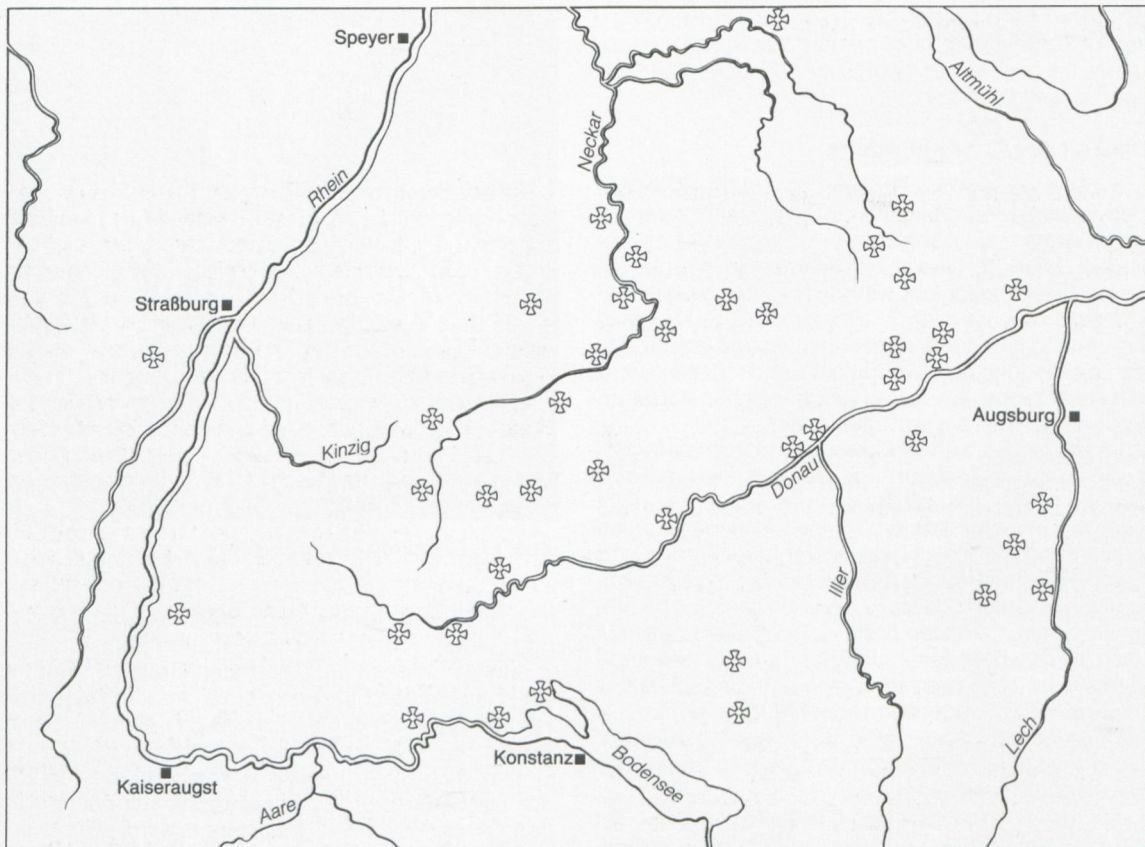 Speyer
Altmühl
Neckar
Rhein
Straßburg
Augsburg
Kinzig
Donau
Iller
Lech
Konstanz
Bodensee
Kaiseraugst
Aare